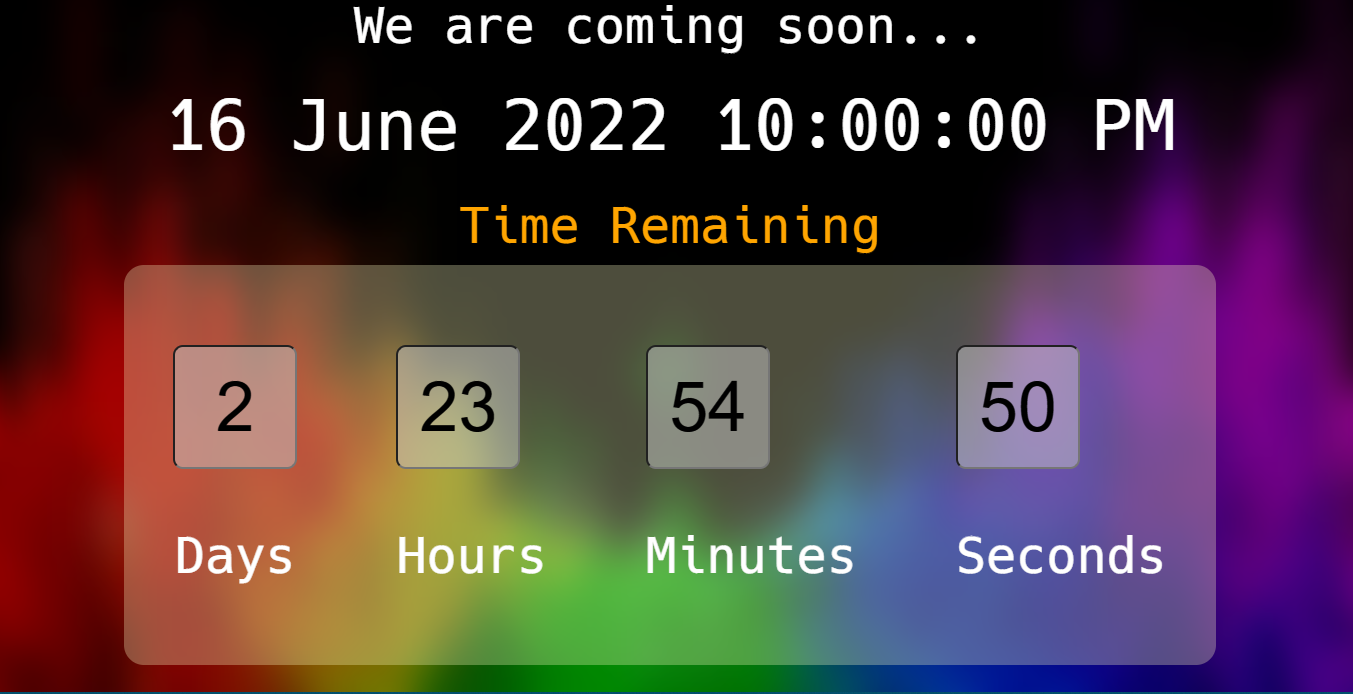 We are coming soon...
16 June 2022 10:00:00 PM
Time Remaining
2 23 54 50
Days Hours Minutes Seconds